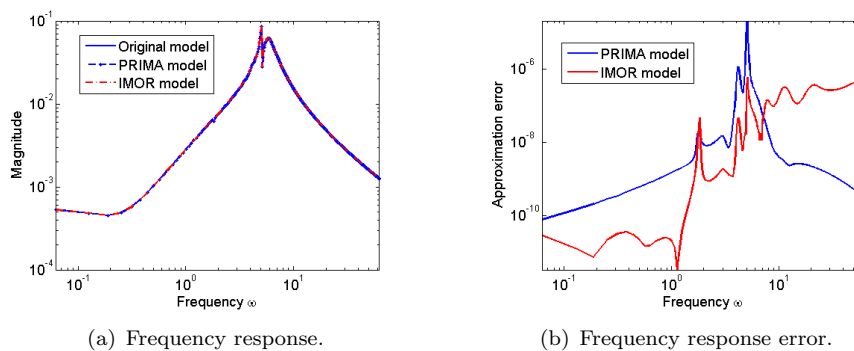 10^-1
10^-2
10^-3
10^-4
Magnitude
Original model
PRIMA model
IMOR model
10^-1
10^0
10^1
Frequency ω
(a) Frequency response.
10^-6
10^-8
10^-10
Approximation error
PRIMA model
IMOR model
10^-1
10^0
10^1
Frequency ω
(b) Frequency response error.